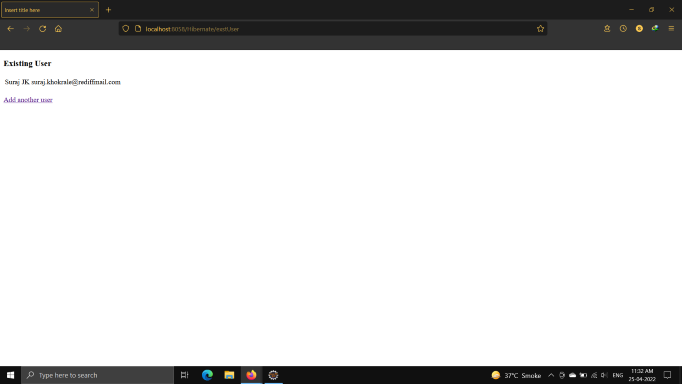 Insert title here
localhost:8058/Hibernate/existUser
Existing User
Suraj JK suraj.khokrale@rediffmail.com
Add another user
Type here to search
37°C Smoke
ENG
11:32 AM
25-04-2022